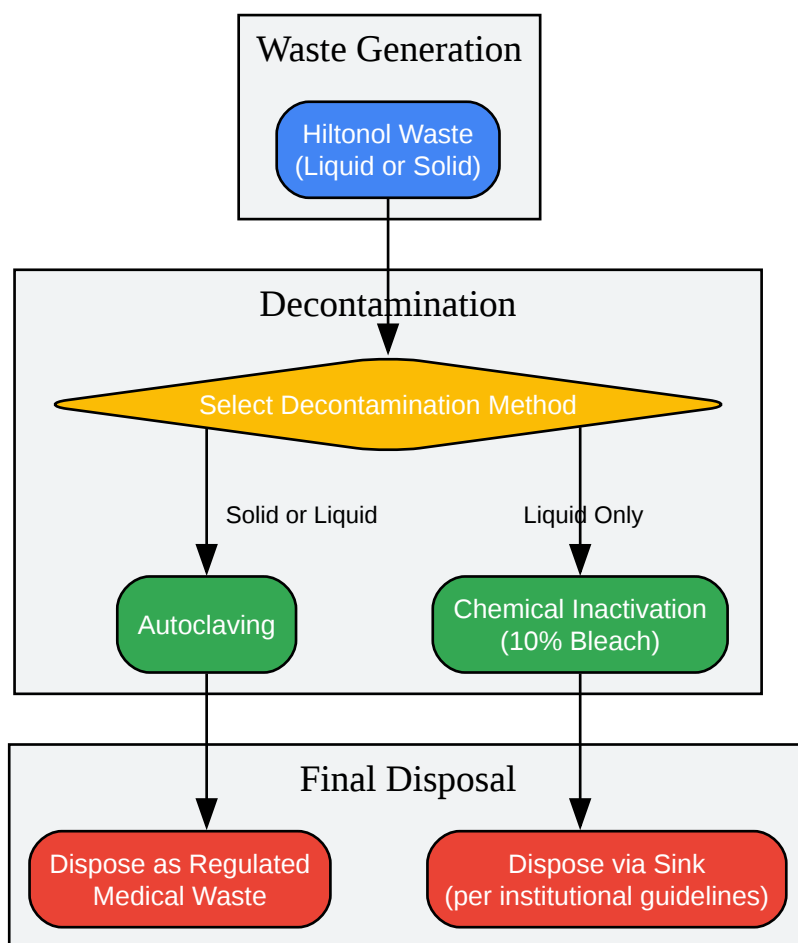 Waste Generation
Hiltonol Waste
(Liquid or Solid)
Decontamination
Select Decontamination Method
Solid or Liquid
Liquid Only
Autoclaving
Chemical Inactivation
(10% Bleach)
Final Disposal
Dispose as Regulated
Medical Waste
Dispose via Sink
(per institutional guidelines)